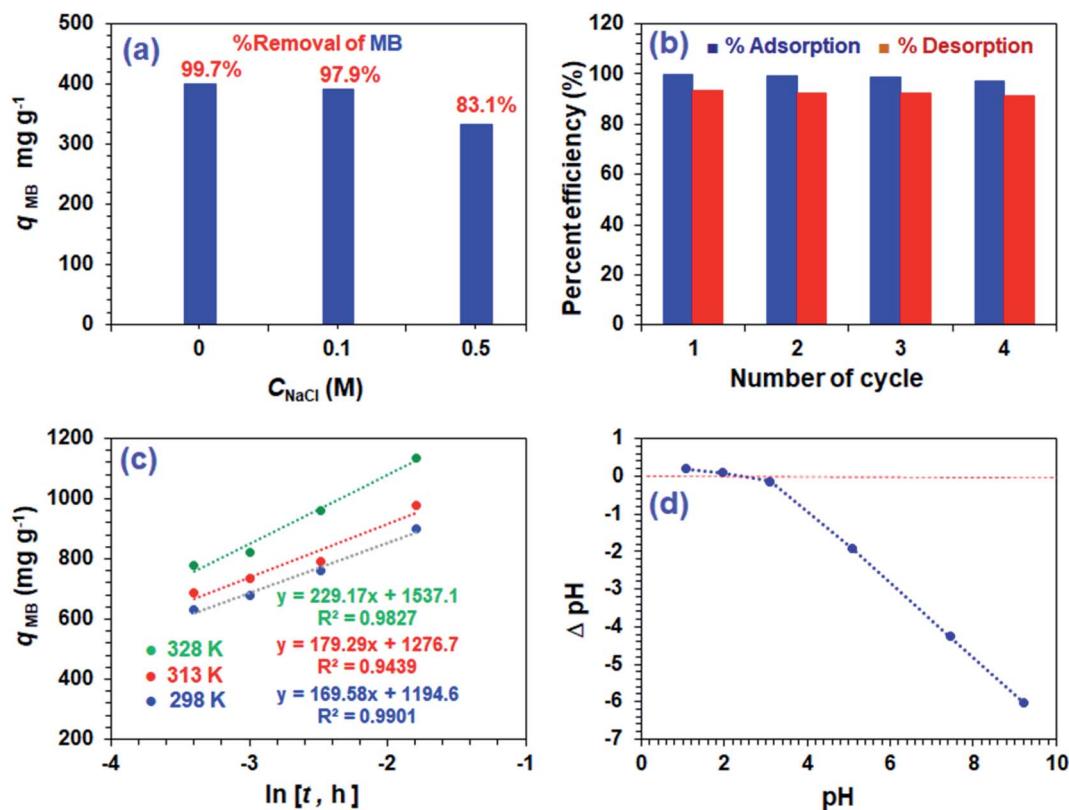 (a)
%Removal of MB
99.7%
97.9%
83.1%
500
400
300
200
100
0
q MB mg g-1
0 0.1 0.5
CNaCl (M)
(b)
% Adsorption % Desorption
120
100
80
60
40
20
0
Percent efficiency (%)
1 2 3 4
Number of cycle
(c)
1200
1000
800
600
400
200
q MB (mg g-1)
y = 229.17x + 1537.1
R² = 0.9827
328 K
y = 179.29x + 1276.7
313 K
R² = 0.9439
298 K
y = 169.58x + 1194.6
R² = 0.9901
-4 -3 -2 -1
ln [t , h ]
(d)
1
0
-1
-2
-3
-4
-5
-6
-7
Δ pH
0 2 4 6 8 10
pH